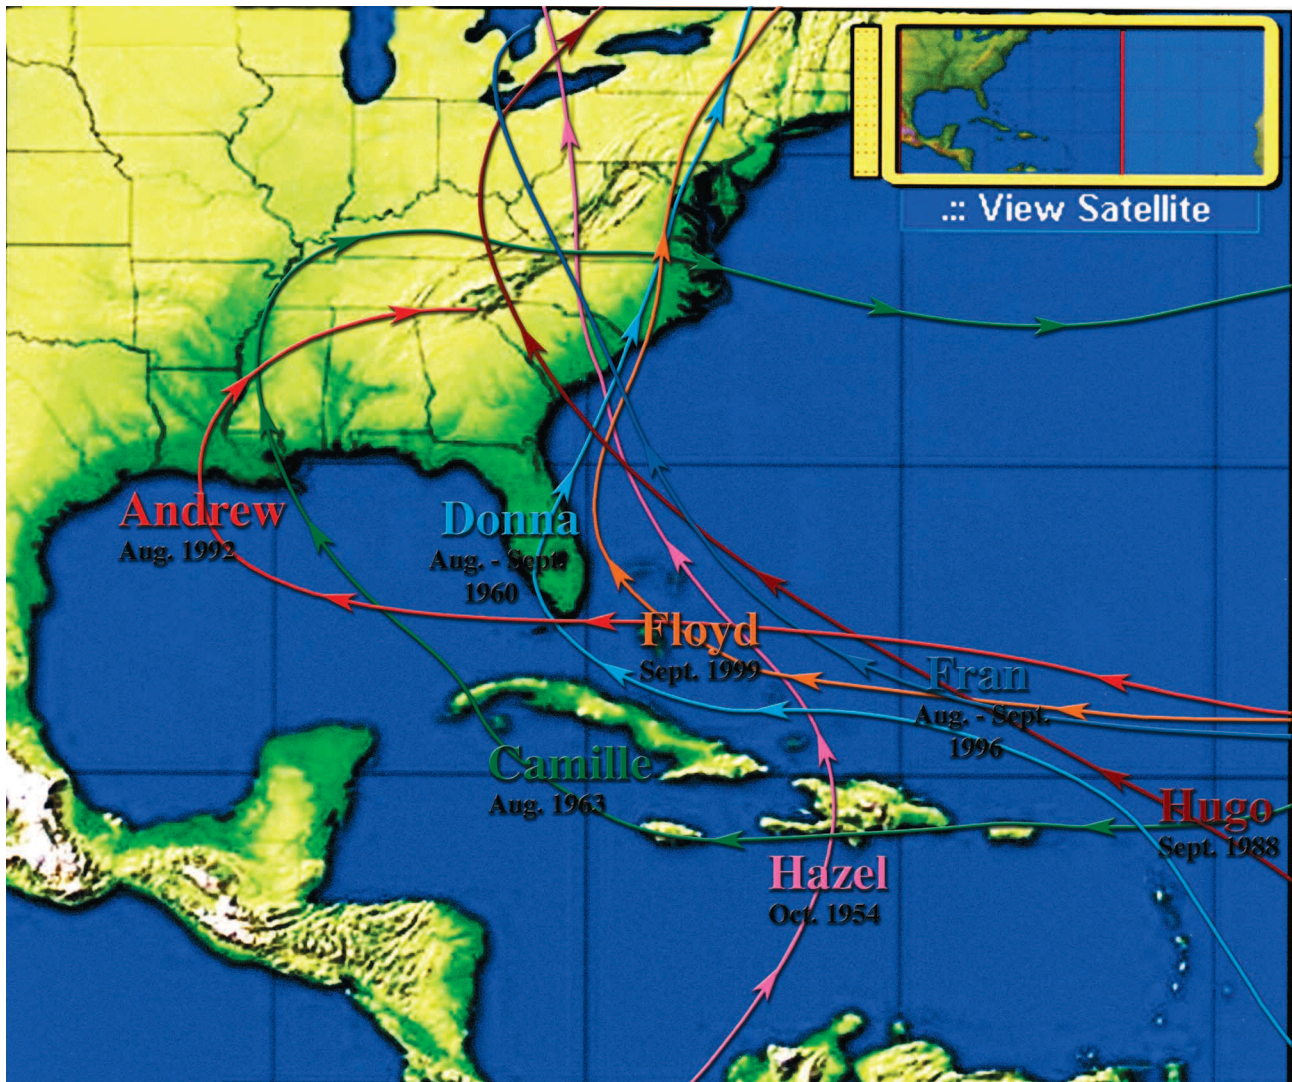 .:: View Satellite
Andrew
Aug. 1992
Donna
Aug. - Sept.
1960
Floyd
Sept. 1999
Fran
Aug. - Sept.
1996
Camille
Aug. 1963
Hugo
Sept. 1988
Hazel
Oct. 1954